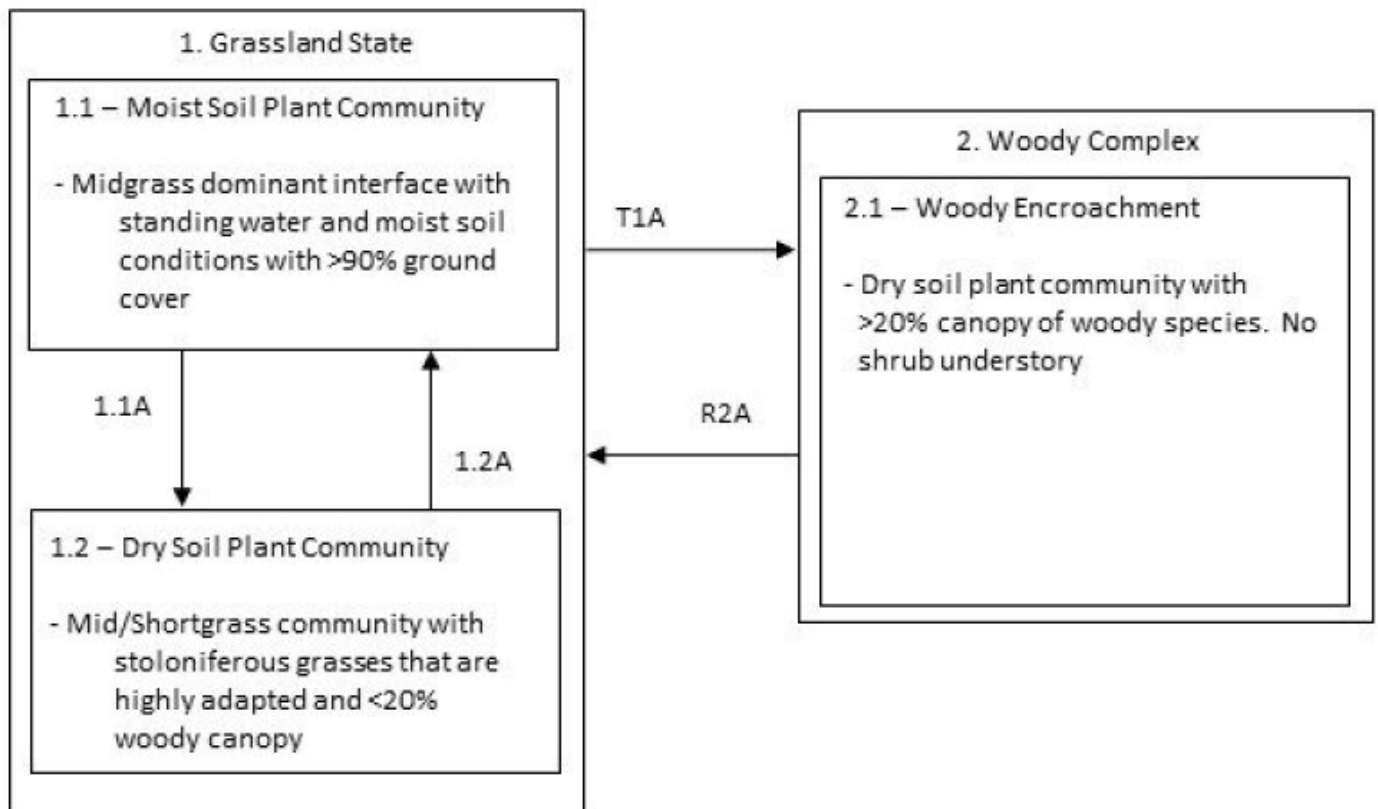 1. Grassland State
1.1 – Moist Soil Plant Community
- Midgrass dominant interface with
standing water and moist soil
conditions with >90% ground
cover
1.1A
1.2A
1.2 – Dry Soil Plant Community
- Mid/Shortgrass community with
stoloniferous grasses that are
highly adapted and <20%
woody canopy
T1A
R2A
2. Woody Complex
2.1 – Woody Encroachment
- Dry soil plant community with
>20% canopy of woody species.  No
shrub understory